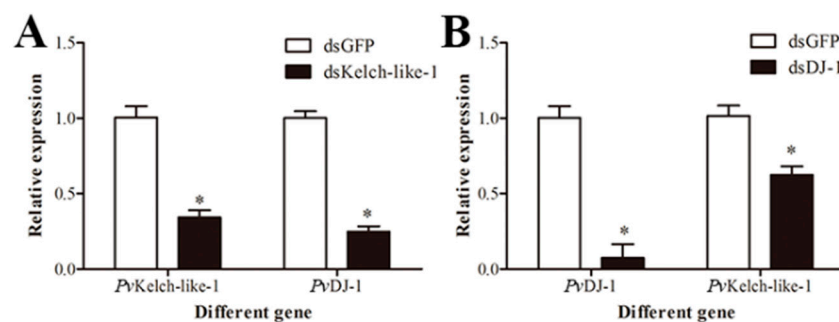 A
Relative expression
1.5
1.0
0.5
0.0
dsGFP
dsKelch-like-1
*
*
PvKelch-like-1
PvDJ-1
Different gene
B
Relative expression
1.5
1.0
0.5
0.0
dsGFP
dsDJ-1
*
*
PvDJ-1
PvKelch-like-1
Different gene